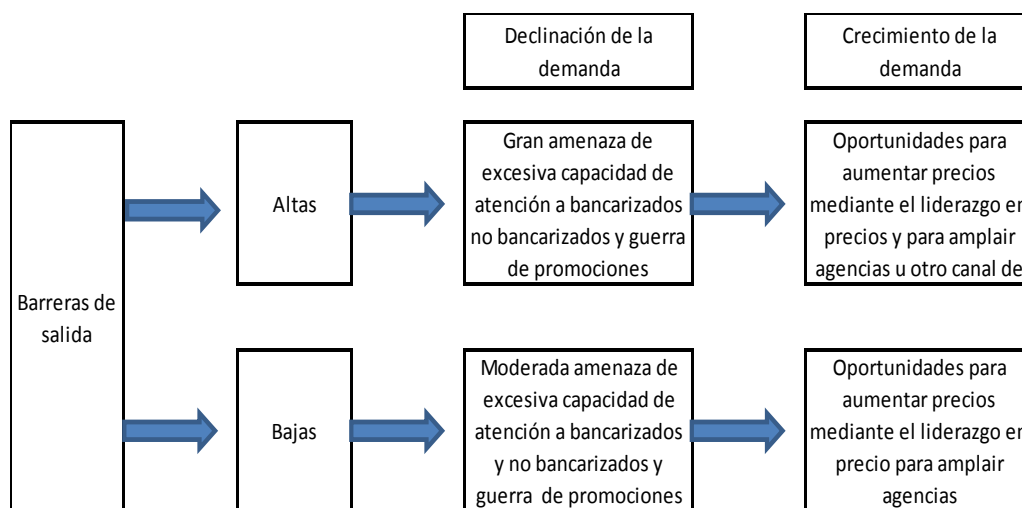 Declinación de la
demanda
Crecimiento de la
demanda
Barreras de
salida
Altas
Gran amenaza de
excesiva capacidad de
atención a bancarizados
no bancarizados y guerra
de promociones
Oportunidades para
aumentar precios
mediante el liderazgo en
precios y para amplair
agencias u otro canal de
Bajas
Moderada amenaza de
excesiva capacidad de
atención a bancarizados
y no bancarizados y
guerra de promociones
Oportunidades para
aumentar precios
mediante el liderazgo en
precio para ampliar
agencias